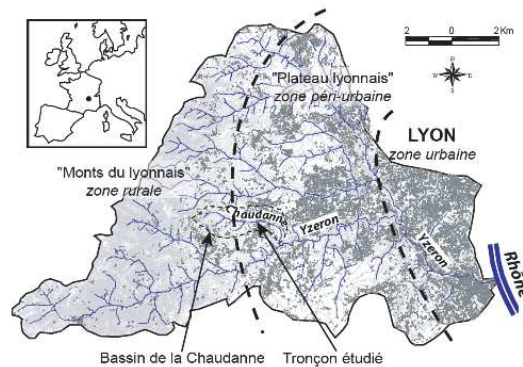 2 0 2 Km
"Plateau lyonnais"
zone péri-urbaine
LYON
zone urbaine
"Monts du lyonnais"
zone rurale
Chaudanne
Yzeron
Yzeron
Rhône
Bassin de la Chaudanne
Tronçon étudié